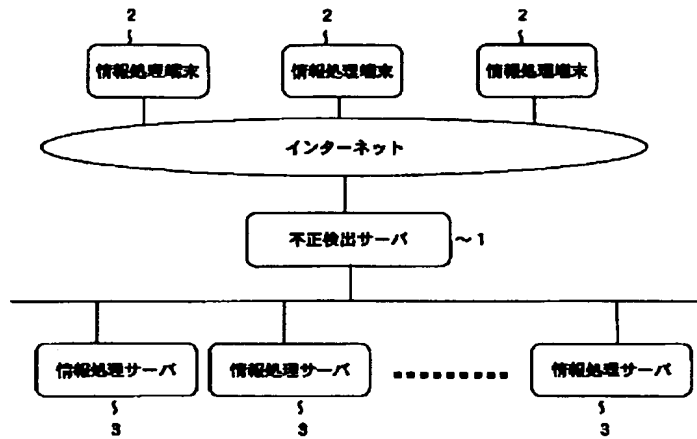 2 2 2
情報処理端末 情報処理端末 情報処理端末
インターネット
不正検出サーバ ～1
情報処理サーバ 情報処理サーバ 情報処理サーバ
3 3 3